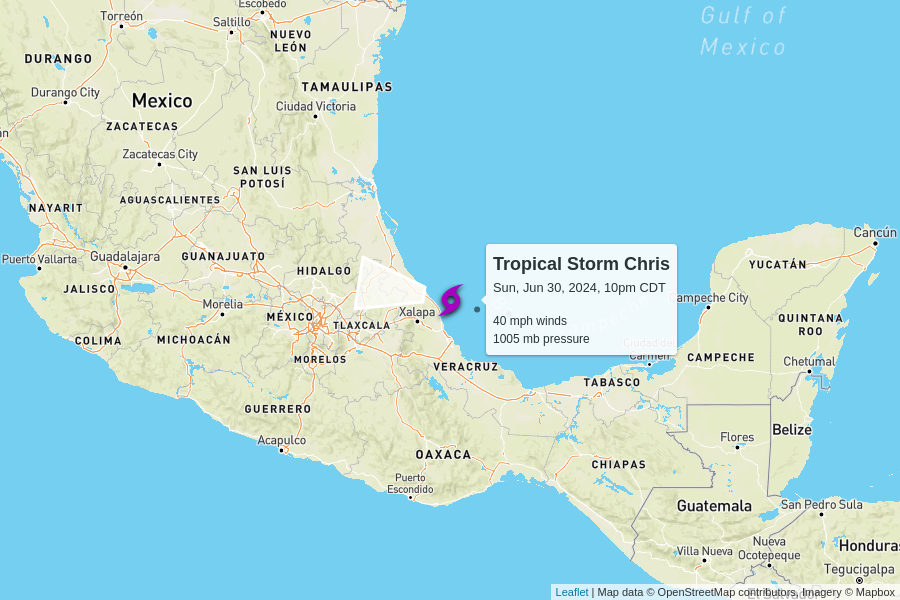 Escobedo
Torreón
Saltillo
Gulf of
Mexico
NUEVO
LEÓN
DURANGO
TAMAULIPAS
Durango City
Mexico
Ciudad Victoria
ZACATECAS
Zacatecas City
SAN LUIS
POTOSÍ
AGUASCALIENTES
NAYARIT
Puerto Vallarta
Guadalajara
GUANAJUATO
HIDALGO
Cancún
YUCATÁN
Tropical Storm Chris
Sun, Jun 30, 2024, 10pm CDT
40 mph winds
1005 mb pressure
JALISCO
Morelia
MÉXICO
TLAXCALA
Xalapa
Campeche City
QUINTANA
ROO
COLIMA
MICHOACÁN
MORELOS
VERACRUZ
Ciudad del
Carmen
CAMPECHE
Chetumal
TABASCO
GUERRERO
Acapulco
OAXACA
Belize
Flores
CHIAPAS
Puerto
Escondido
Guatemala
San Pedro Sula
Villa Nueva
Nueva
Ocotepeque
Honduras
Tegucigalpa
El Salvador
Leaflet | Map data © OpenStreetMap contributors, Imagery © Mapbox